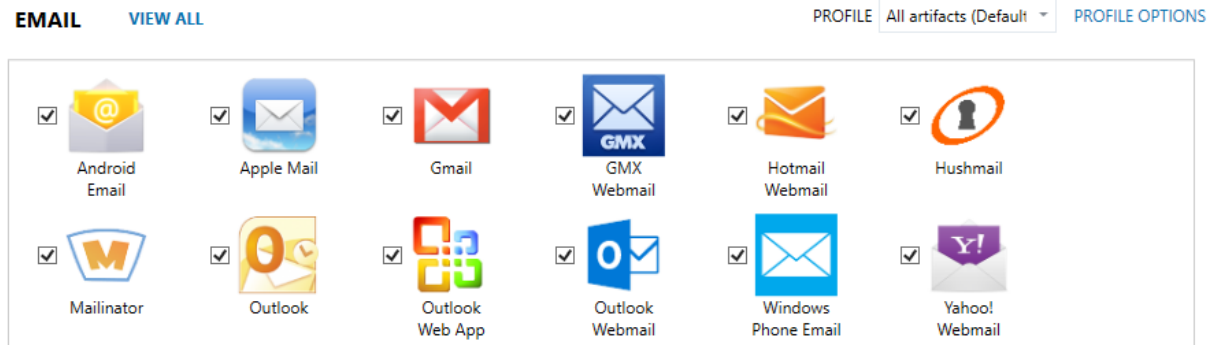 EMAIL VIEW ALL PROFILE All artifacts (Default PROFILE OPTIONS
@ GMX
Android Email Apple Mail Gmail GMX Webmail Hotmail Webmail Hushmail
M O O Y!
Mailinator Outlook Outlook Web App Outlook Webmail Windows Phone Email Yahoo! Webmail